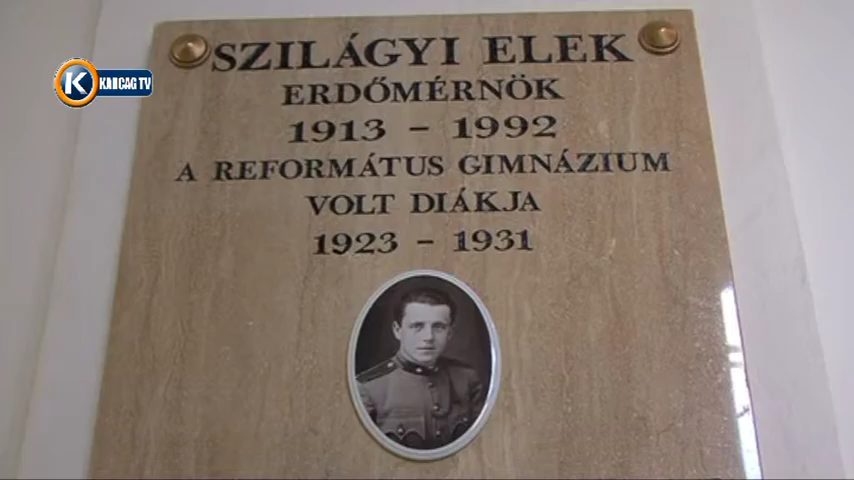 K KARCAG TV
SZILÁGYI ELEK
ERDŐMÉRNÖK
1913 – 1992
A REFORMÁTUS GIMNÁZIUM
VOLT DIÁKJA
1923 – 1931